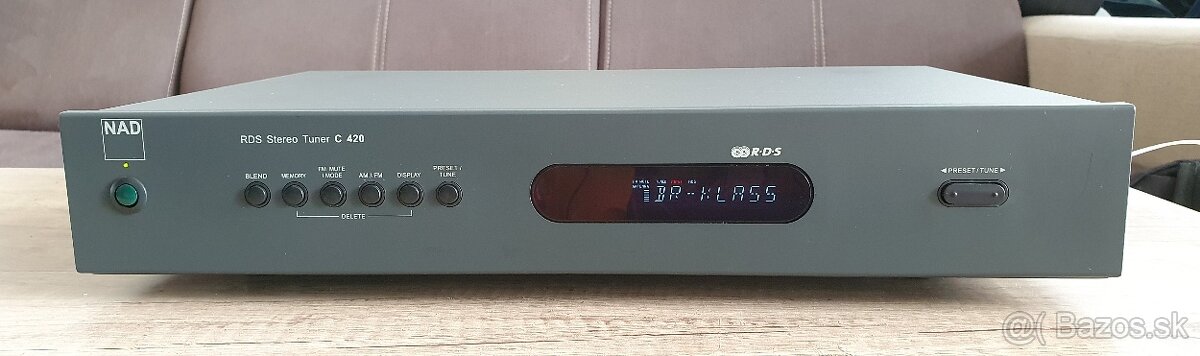 NAD
RDS Stereo Tuner C 420
R·D·S
BLEND
MEMORY
FM MUTE / MODE
AM / FM
DISPLAY
PRESET / TUNE
DELETE
BR-KLASS
◄ PRESET / TUNE ►
@( Bazos.sk